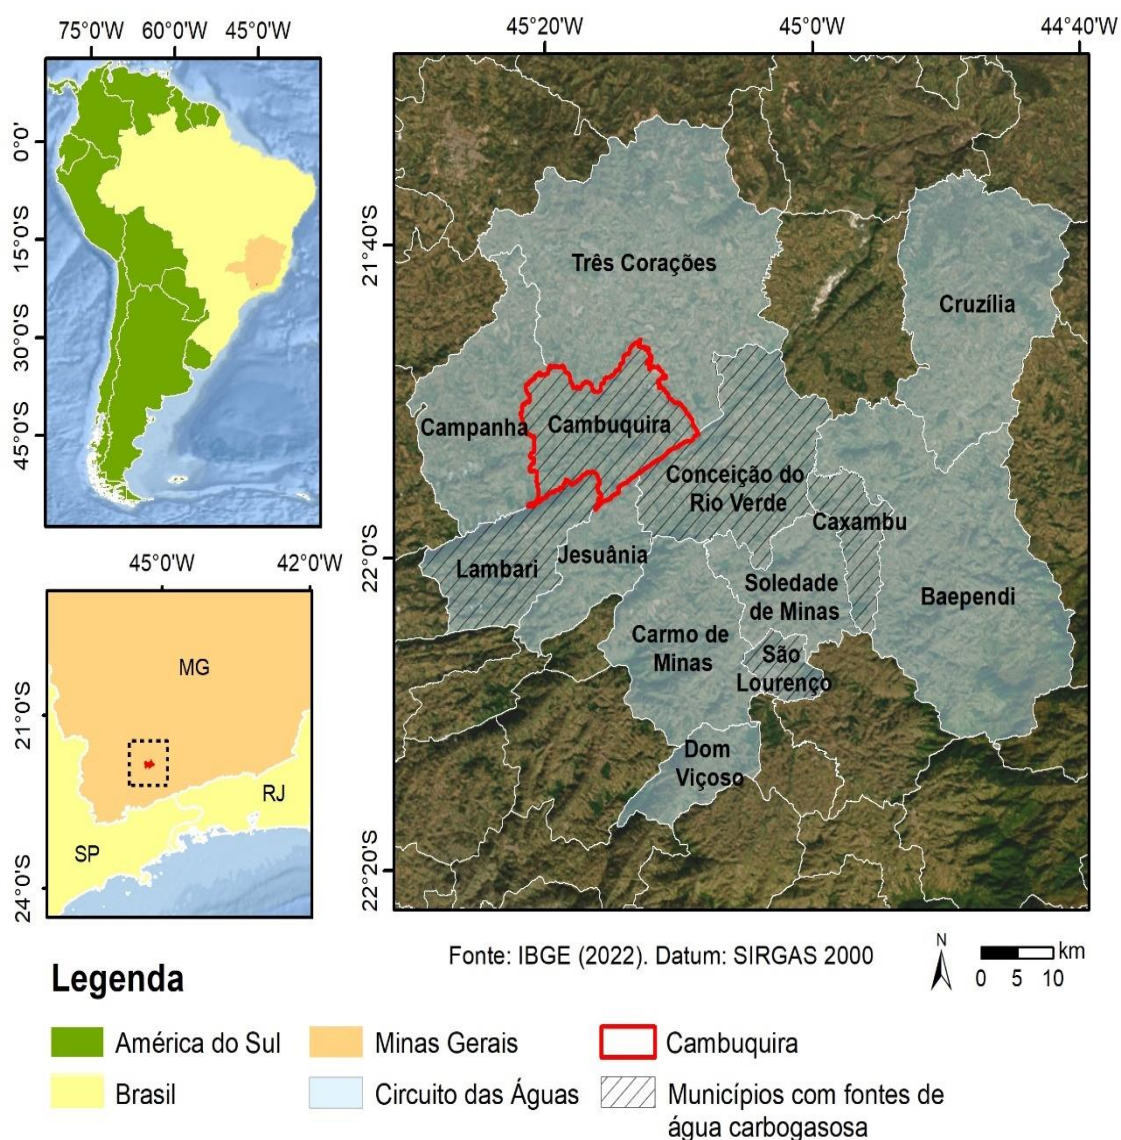 75°0'W 60°0'W 45°0'W
0°0'
15°0'S
30°0'S
45°0'S
45°20'W 45°0'W 44°40'W
21°40'S
22°0'S
22°20'S
Três Corações
Cruzília
Campanha
Cambuquira
Conceição do
Rio Verde
Caxambu
Jesuânia
Lambari
Soledade
de Minas
Baependi
Carmo de
Minas
São
Lourenço
Dom
Viçoso
45°0'W 42°0'W
21°0'S
24°0'S
MG
RJ
SP
Fonte: IBGE (2022). Datum: SIRGAS 2000
N
km
0 5 10
Legenda
América do Sul
Minas Gerais
Cambuquira
Brasil
Circuito das Águas
Municípios com fontes de
água carbogasosa